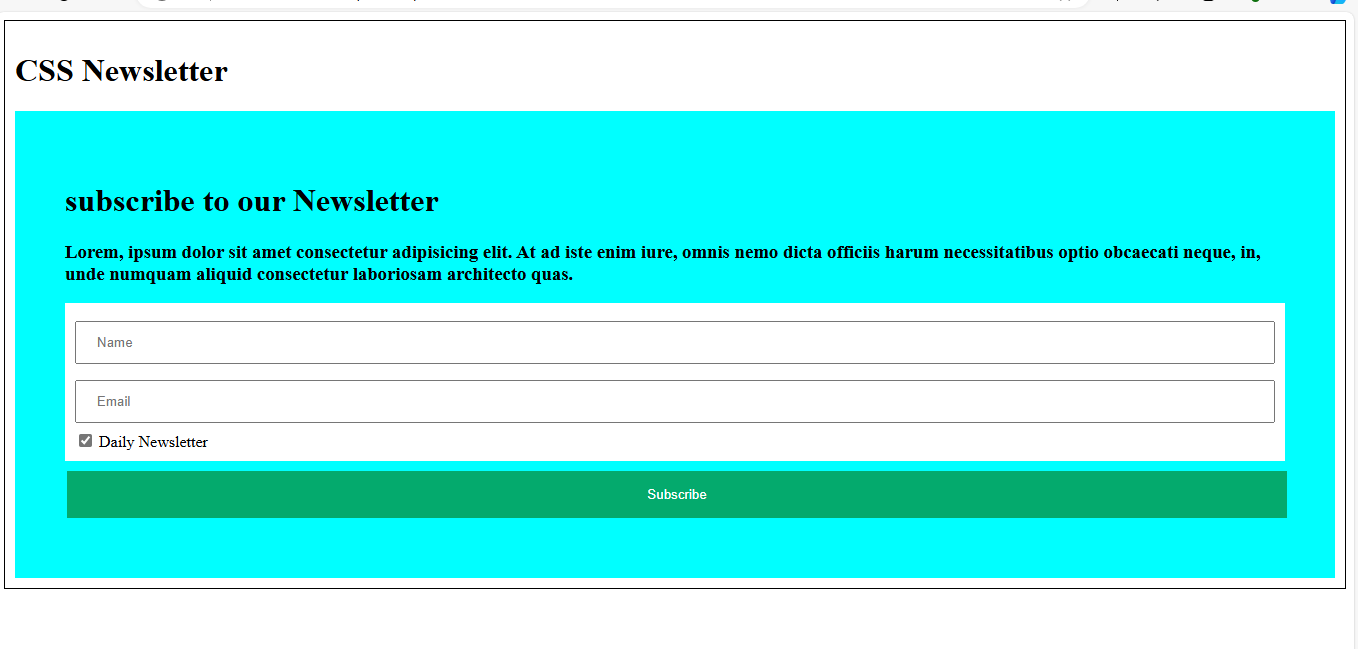 CSS Newsletter
subscribe to our Newsletter
Lorem, ipsum dolor sit amet consectetur adipisicing elit. At ad iste enim iure, omnis nemo dicta officiis harum necessitatibus optio obcaecati neque, in,
unde numquam aliquid consectetur laboriosam architecto quas.
Name
Email
Daily Newsletter
Subscribe